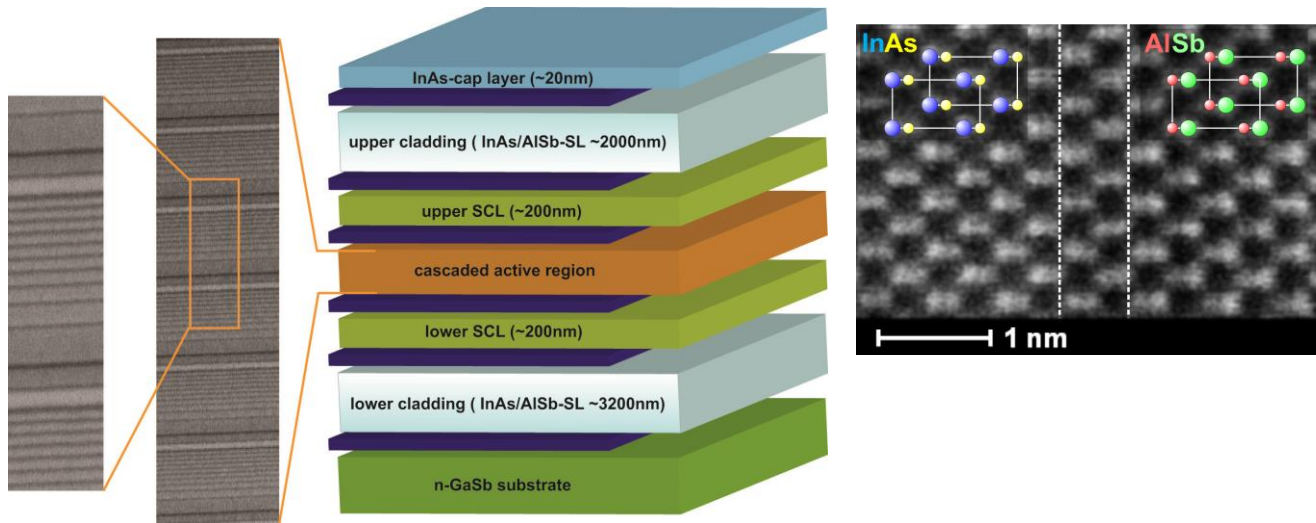 InAs-cap layer (~20nm)
upper cladding ( InAs/AlSb-SL ~2000nm)
upper SCL (~200nm)
cascaded active region
lower SCL (~200nm)
lower cladding ( InAs/AlSb-SL ~3200nm)
n-GaSb substrate
InAs
AlSb
1 nm